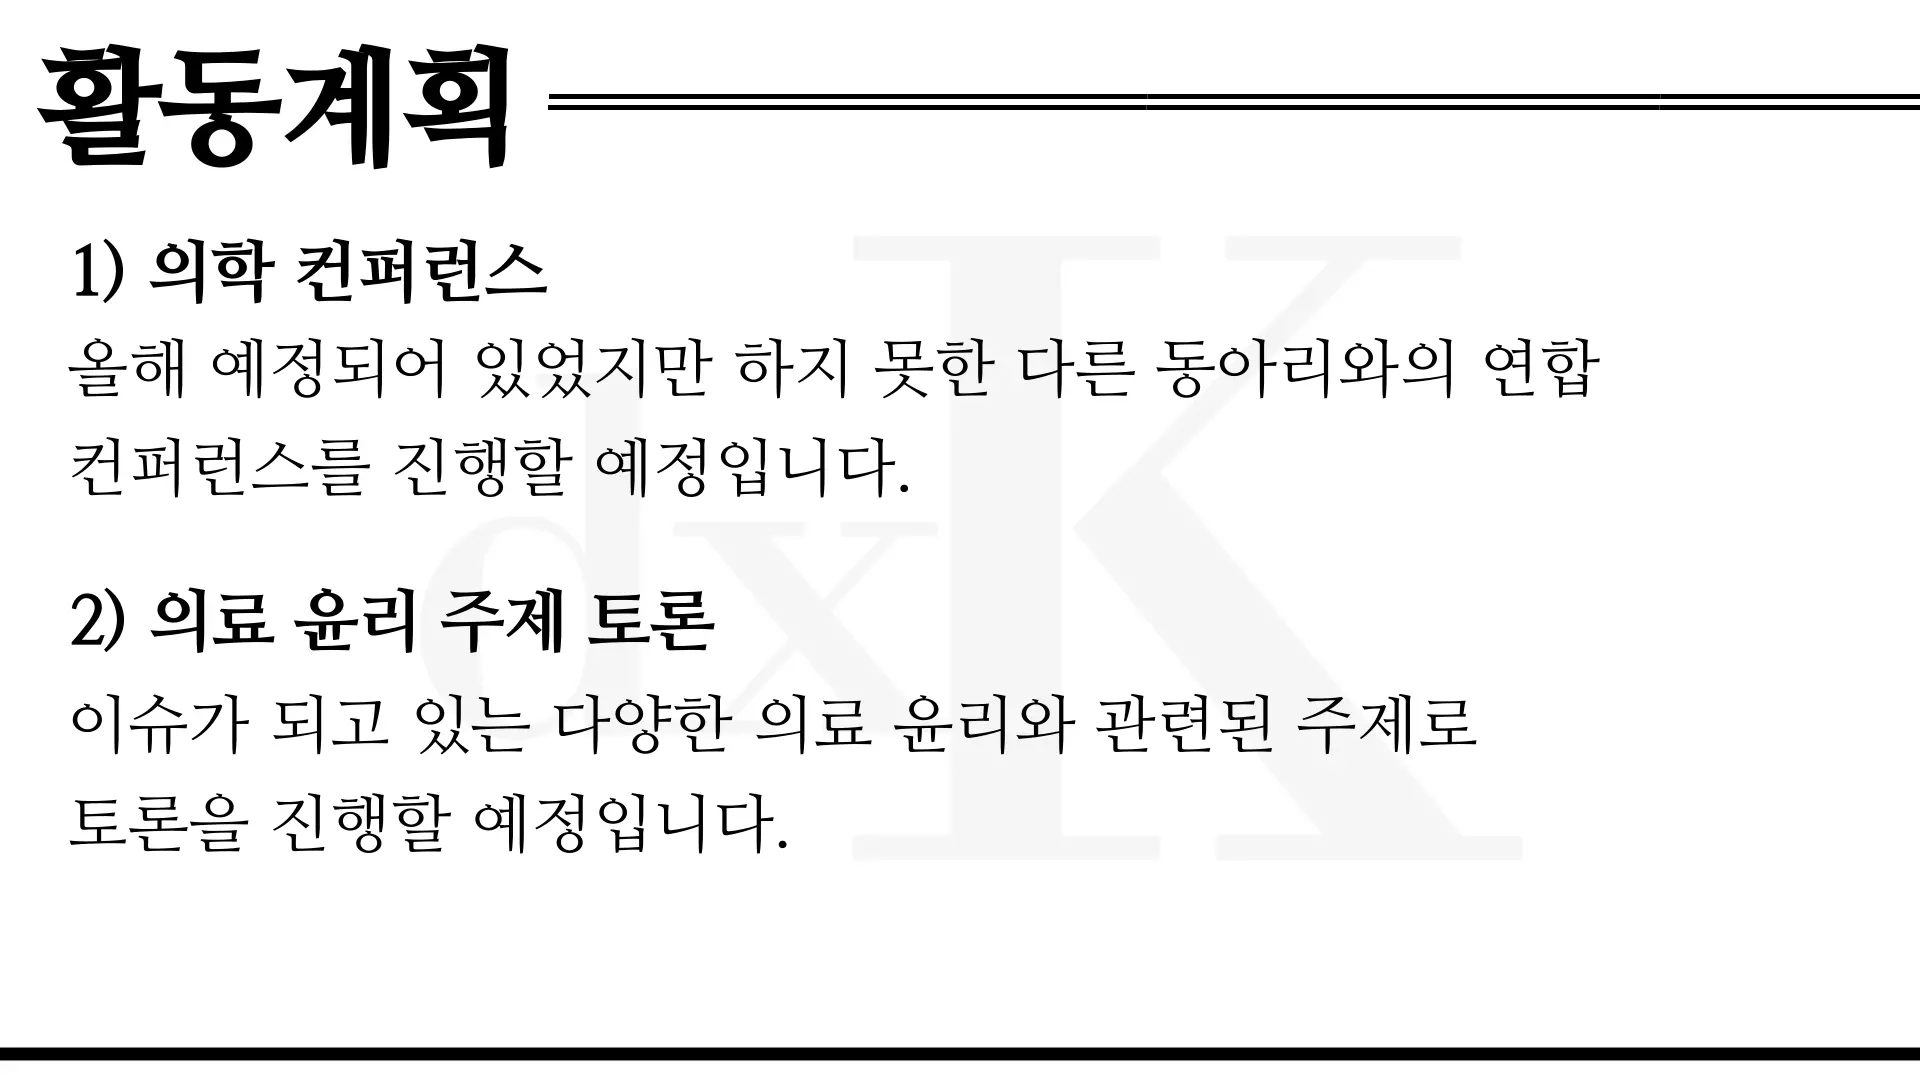 활동계획
1) 의학 컨퍼런스
올해 예정되어 있었지만 하지 못한 다른 동아리와의 연합
컨퍼런스를 진행할 예정입니다.
2) 의료 윤리 주제 토론
이슈가 되고 있는 다양한 의료 윤리와 관련된 주제로
토론을 진행할 예정입니다.
dxK